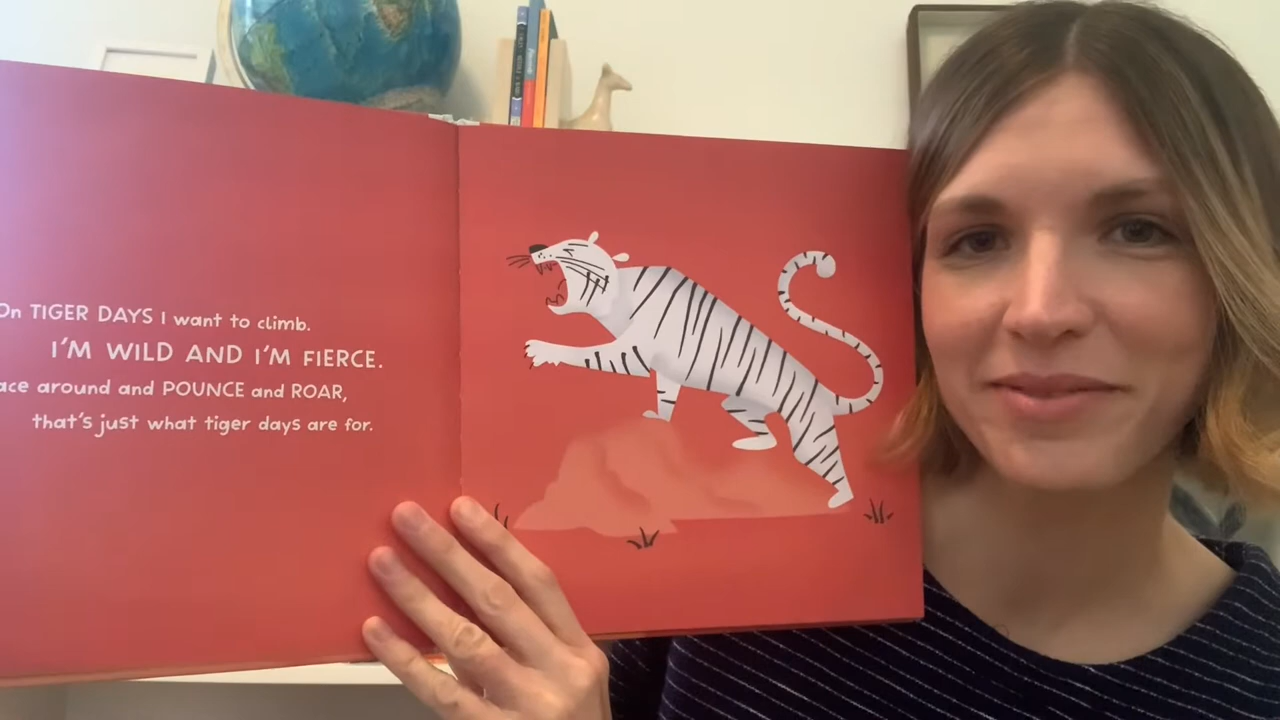 On TIGER DAYS I want to climb.
I'M WILD AND I'M FIERCE.
around and POUNCE and ROAR,
that's just what tiger days are for.